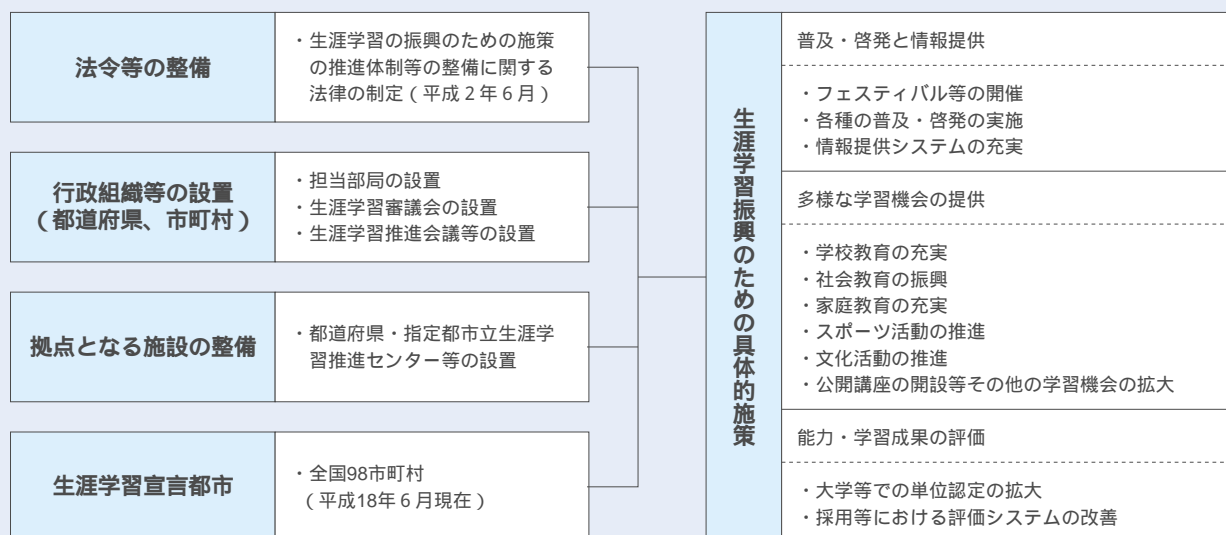 法令等の整備
・生涯学習の振興のための施策
の推進体制等の整備に関する
法律の制定(平成2年6月)
行政組織等の設置
(都道府県、市町村)
・担当部局の設置
・生涯学習審議会の設置
・生涯学習推進会議等の設置
拠点となる施設の整備
・都道府県・指定都市立生涯学
習推進センター等の設置
生涯学習宣言都市
・全国98市町村
(平成18年6月現在)
生涯学習振興のための具体的施策
普及・啓発と情報提供
・フェスティバル等の開催
・各種の普及・啓発の実施
・情報提供システムの充実
多様な学習機会の提供
・学校教育の充実
・社会教育の振興
・家庭教育の充実
・スポーツ活動の推進
・文化活動の推進
・公開講座の開設等その他の学習機会の拡大
能力・学習成果の評価
・大学等での単位認定の拡大
・採用等における評価システムの改善